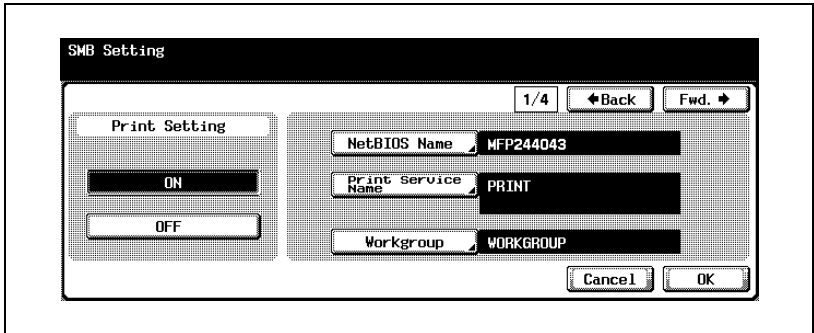 SMB Setting
1/4
←Back
Fwd. →
Print Setting
ON
OFF
NetBIOS Name
MFP244043
Print Service
Name
PRINT
Workgroup
WORKGROUP
Cancel
OK